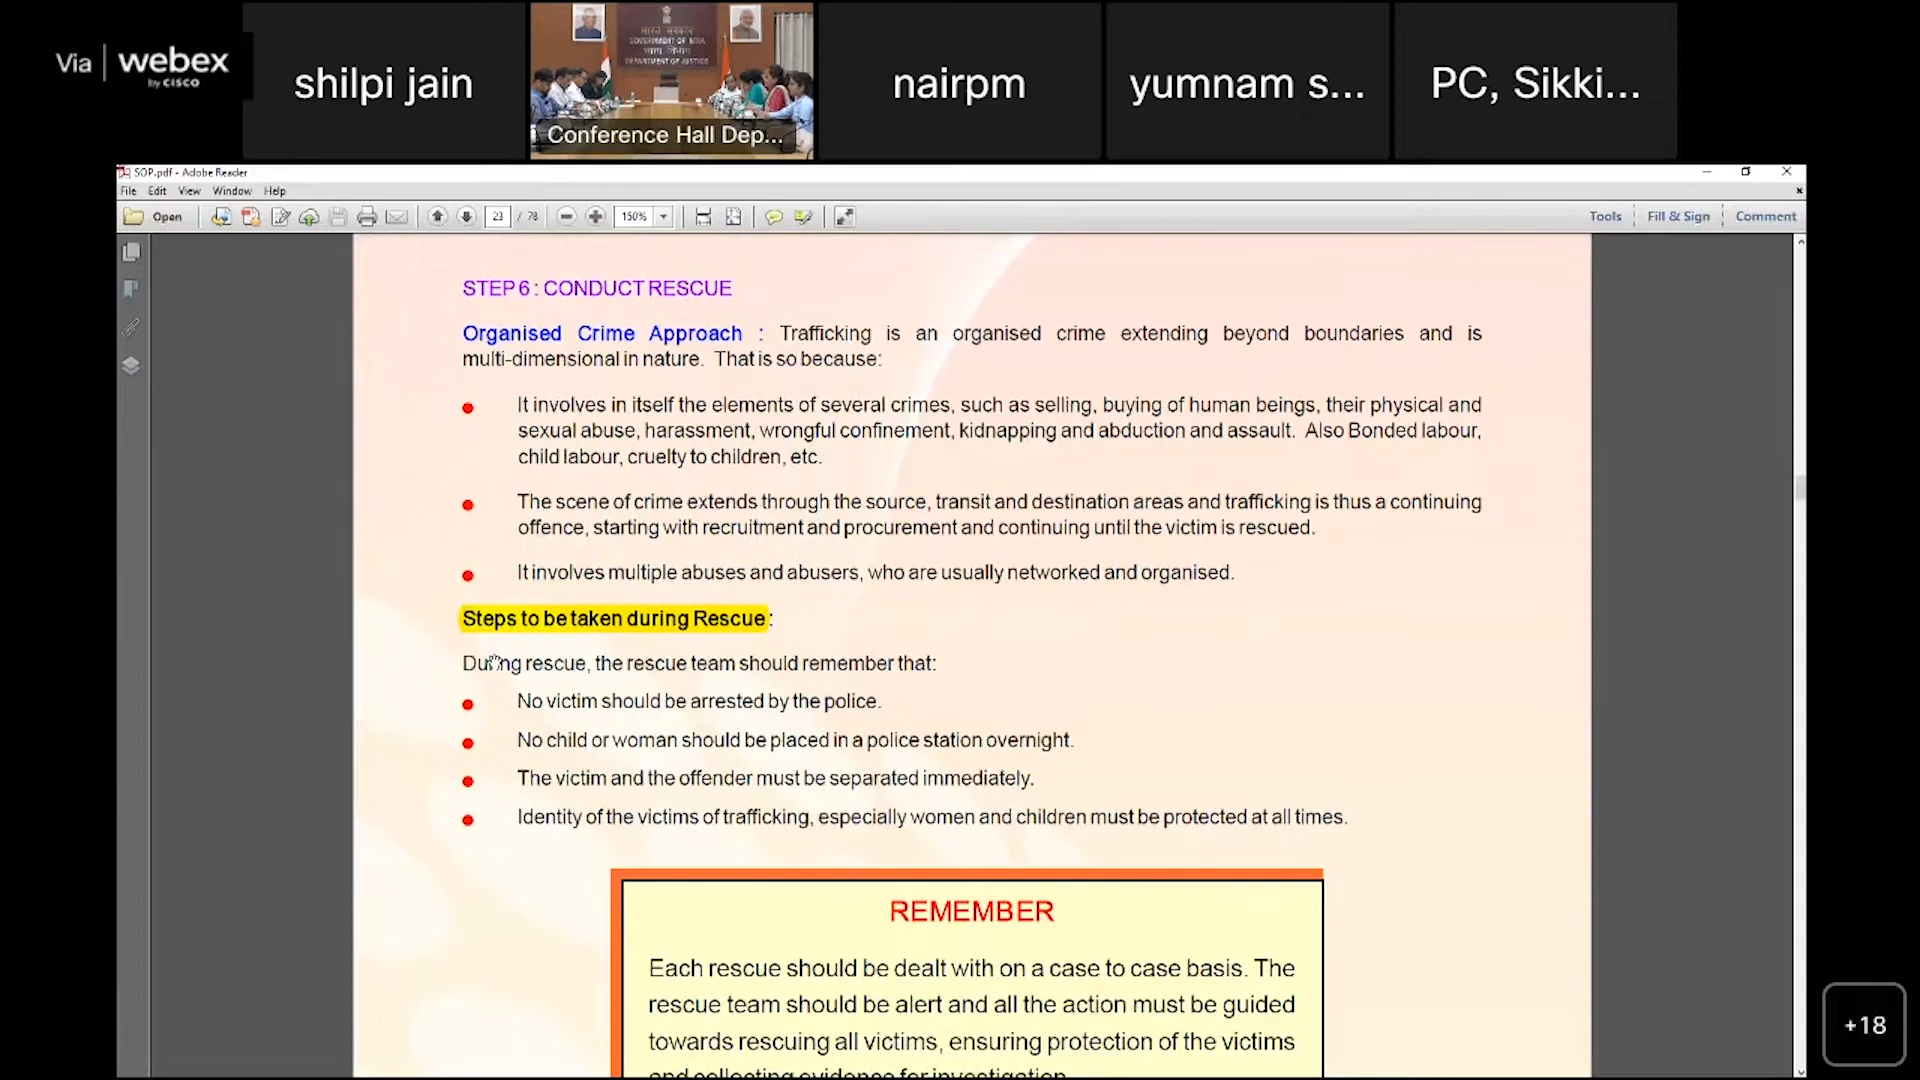 Via webex
by CISCO
shilpi jain
भारत सरकार
GOVERNMENT OF INDIA
न्याय विभाग
DEPARTMENT OF JUSTICE
Conference Hall Dep...
nairpm
yumnam s...
PC, Sikki...
SOP.pdf - Adobe Reader
File Edit View Window Help
Open 23 / 78 150% Tools Fill & Sign Comment
STEP 6 : CONDUCT RESCUE
Organised Crime Approach : Trafficking is an organised crime extending beyond boundaries and is
multi-dimensional in nature. That is so because:
It involves in itself the elements of several crimes, such as selling, buying of human beings, their physical and
sexual abuse, harassment, wrongful confinement, kidnapping and abduction and assault. Also Bonded labour,
child labour, cruelty to children, etc.
The scene of crime extends through the source, transit and destination areas and trafficking is thus a continuing
offence, starting with recruitment and procurement and continuing until the victim is rescued.
It involves multiple abuses and abusers, who are usually networked and organised.
Steps to be taken during Rescue:
During rescue, the rescue team should remember that:
No victim should be arrested by the police.
No child or woman should be placed in a police station overnight.
The victim and the offender must be separated immediately.
Identity of the victims of trafficking, especially women and children must be protected at all times.
REMEMBER
Each rescue should be dealt with on a case to case basis. The
rescue team should be alert and all the action must be guided
towards rescuing all victims, ensuring protection of the victims
and collecting evidence for investigation.
+18